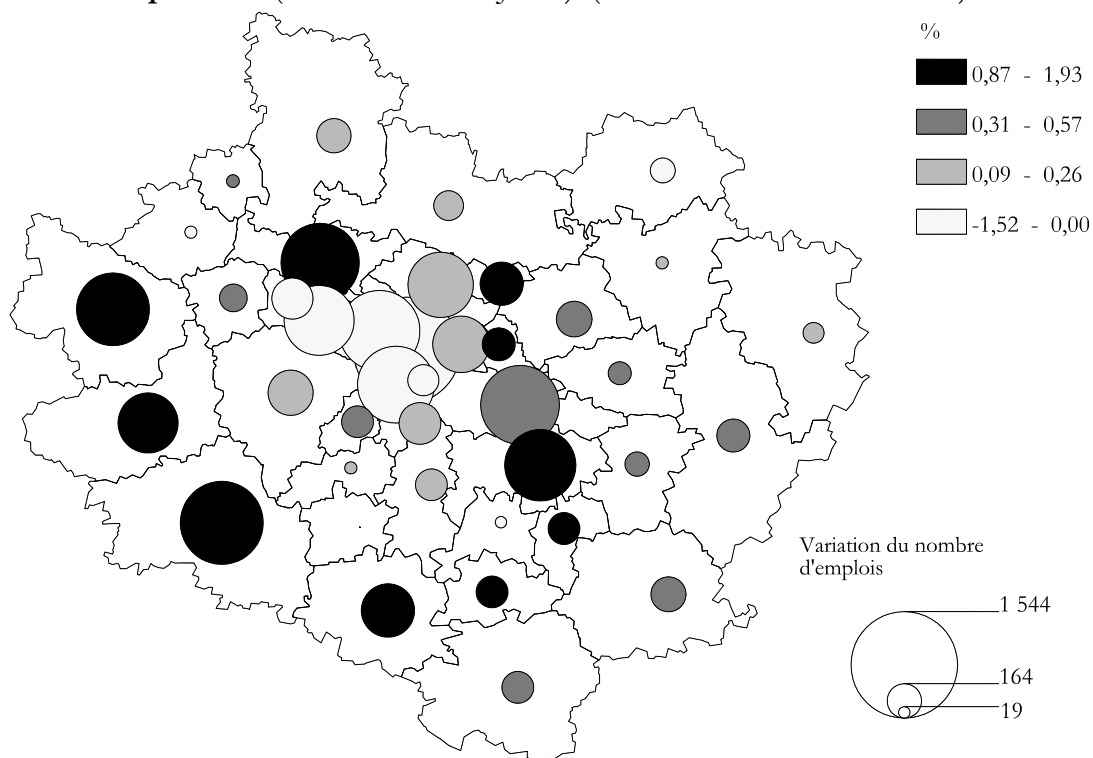 %
0,87 - 1,93
0,31 - 0,57
0,09 - 0,26
-1,52 - 0,00
Variation du nombre
d'emplois
1 544
164
19